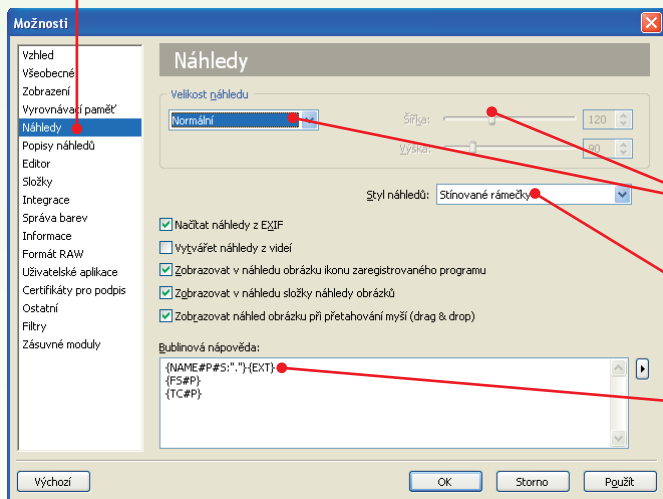 Možnosti
Vzhled
Všeobecné
Zobrazení
Vyrovnávací paměť
Náhledy
Popisy náhledů
Editor
Složky
Integrace
Správa barev
Informace
Formát RAW
Uživatelské aplikace
Certifikáty pro podpis
Ostatní
Filtry
Zásuvné moduly
Náhledy
Velikost náhledu
Normální
Šířka:
120
Výška:
90
Styl náhledů:
Stínované rámečky
Načítat náhledy z EXIF
Vytvářet náhledy z videí
Zobrazovat v náhledu obrázku ikonu zaregistrovaného programu
Zobrazovat v náhledu složky náhledy obrázků
Zobrazovat náhled obrázku při přetahování myší (drag & drop)
Bublinová nápověda:
{NAME#P#S:"."}{EXT}
{FS#P}
{TC#P}
Výchozí
OK
Storno
Použít